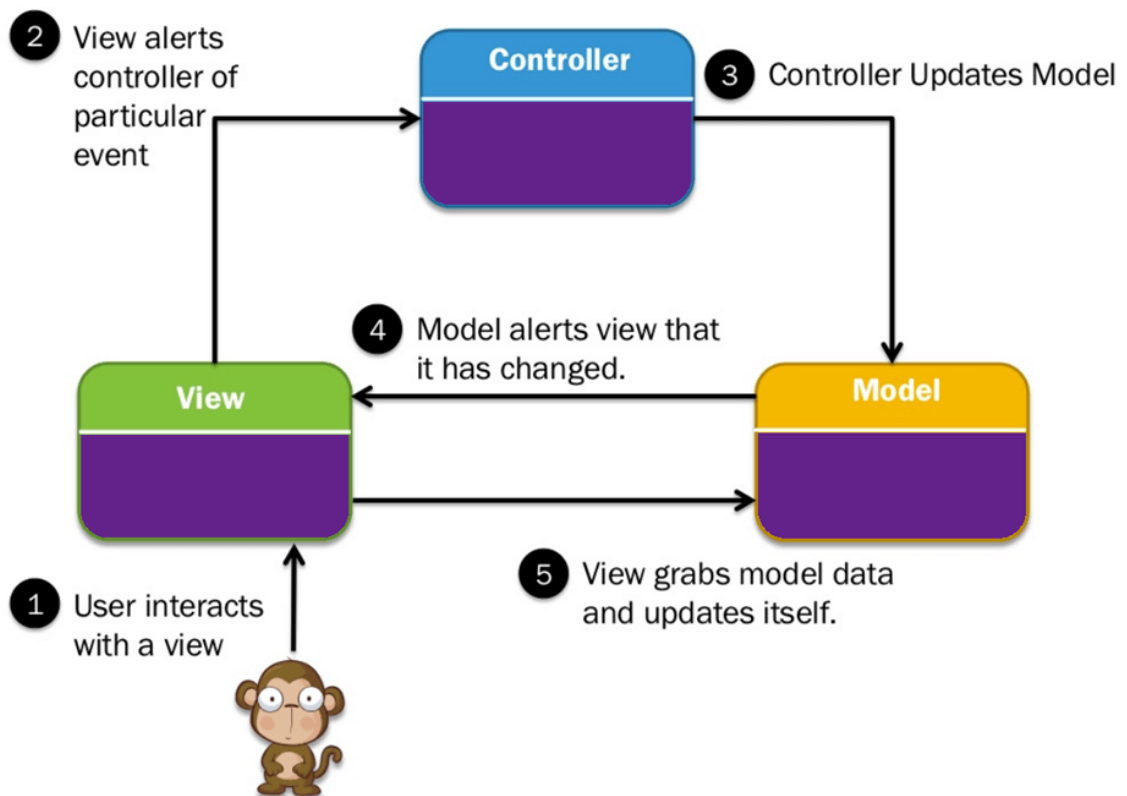 2
View alerts
controller of
particular
event
Controller
3
Controller Updates Model
4
Model alerts view that
it has changed.
View
Model
5
View grabs model data
and updates itself.
1
User interacts
with a view